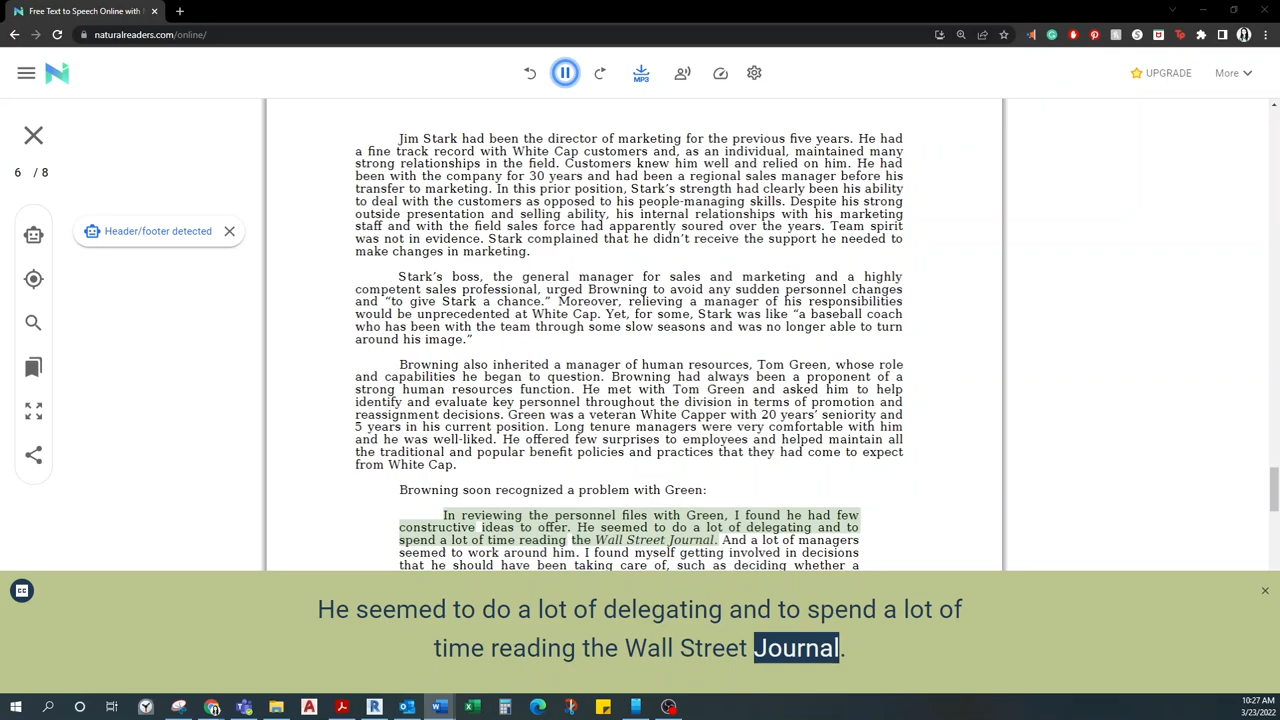 Free Text to Speech Online with
naturalreaders.com/online/
MP3
UPGRADE
More
6 / 8
Header/footer detected
Jim Stark had been the director of marketing for the previous five years. He had
a fine track record with White Cap customers and, as an individual, maintained many
strong relationships in the field. Customers knew him well and relied on him. He had
been with the company for 30 years and had been a regional sales manager before his
transfer to marketing. In this prior position, Stark’s strength had clearly been his ability
to deal with the customers as opposed to his people-managing skills. Despite his strong
outside presentation and selling ability, his internal relationships with his marketing
staff and with the field sales force had apparently soured over the years. Team spirit
was not in evidence. Stark complained that he didn’t receive the support he needed to
make changes in marketing.
Stark’s boss, the general manager for sales and marketing and a highly
competent sales professional, urged Browning to avoid any sudden personnel changes
and “to give Stark a chance.” Moreover, relieving a manager of his responsibilities
would be unprecedented at White Cap. Yet, for some, Stark was like “a baseball coach
who has been with the team through some slow seasons and was no longer able to turn
around his image.”
Browning also inherited a manager of human resources, Tom Green, whose role
and capabilities he began to question. Browning had always been a proponent of a
strong human resources function. He met with Tom Green and asked him to help
identify and evaluate key personnel throughout the division in terms of promotion and
reassignment decisions. Green was a veteran White Capper with 20 years’ seniority and
5 years in his current position. Long tenure managers were very comfortable with him
and he was well-liked. He offered few surprises to employees and helped maintain all
the traditional and popular benefit policies and practices that they had come to expect
from White Cap.
Browning soon recognized a problem with Green:
In reviewing the personnel files with Green, I found he had few
constructive ideas to offer. He seemed to do a lot of delegating and to
spend a lot of time reading the Wall Street Journal. And a lot of managers
seemed to work around him. I found myself getting involved in decisions
that he should have been taking care of, such as deciding whether a
CC
He seemed to do a lot of delegating and to spend a lot of
time reading the Wall Street Journal.
10:27 AM
3/23/2022